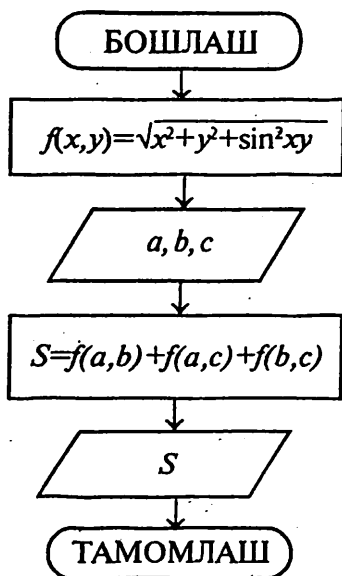 БОШЛАШ
f(x,y)=√x²+y²+sin²xy
a, b, c
S=f(a,b)+f(a,c)+f(b,c)
S
ТАМОМЛАШ